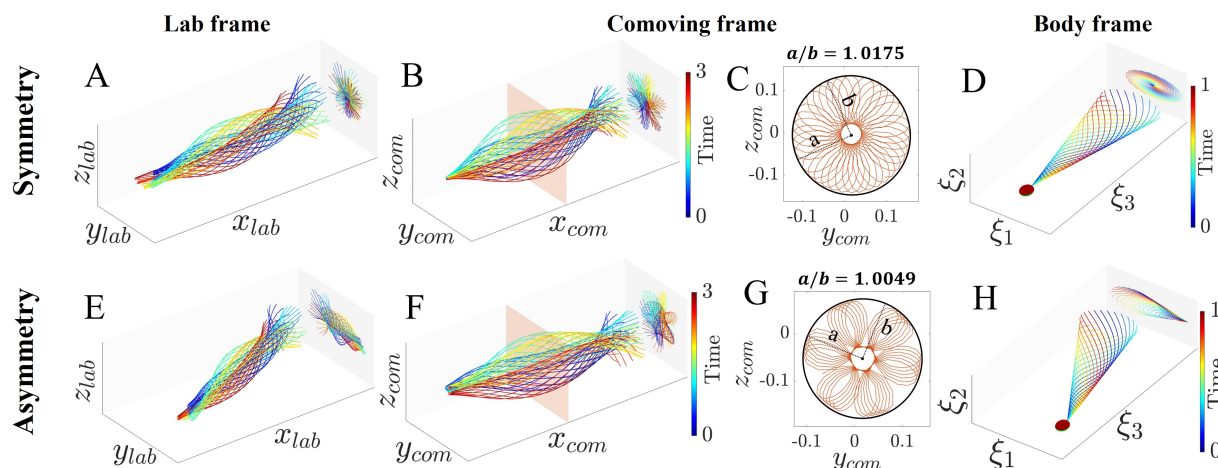 Lab frame
Comoving frame
Body frame
Symmetry
A
z_lab
y_lab
x_lab
B
z_com
y_com
x_com
3
Time
0
C
a/b = 1.0175
0.1
0
-0.1
z_com
b
a
-0.1
0
0.1
y_com
D
ξ_2
ξ_1
ξ_3
1
Time
0
Asymmetry
E
z_lab
y_lab
x_lab
F
z_com
y_com
x_com
3
Time
0
G
a/b = 1.0049
0
-0.1
z_com
a
b
-0.1
0
0.1
y_com
H
ξ_2
ξ_1
ξ_3
1
Time
0